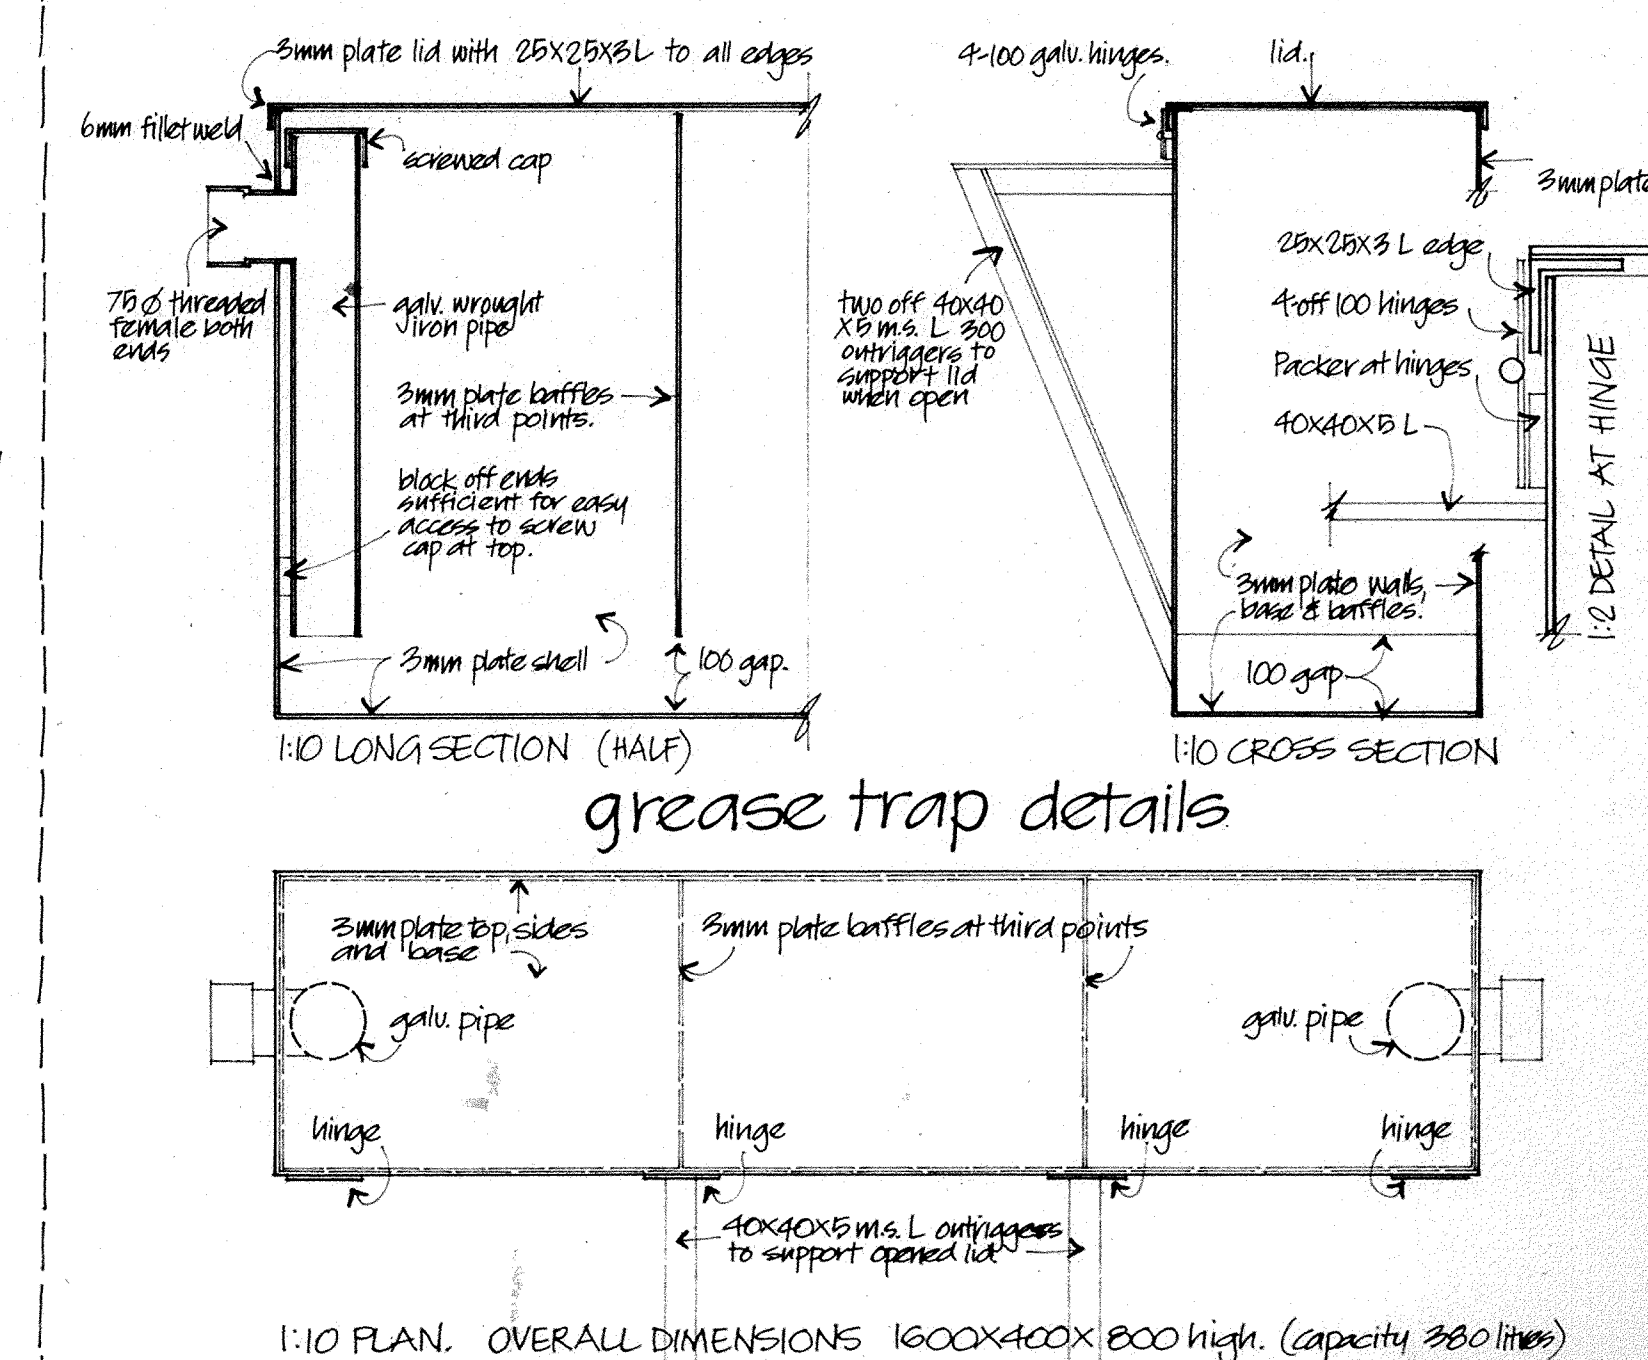 3mm plate lid with 25X25X3L to all edges
6mm fillet weld
screwed cap
75 Ø threaded
female both
ends
galv. wrought
iron pipe
3mm plate baffles
at third points.
block off ends
sufficient for easy
access to screw
cap at top.
3mm plate shell
100 gap.
1:10 LONG SECTION (HALF)
4-100 galv. hinges.
lid.
3mm plate
two off 40x40
X5 m.s. L 300
outriggers to
support lid
when open
25X25X3 L edge
4-off 100 hinges
Packer at hinges
40X40X5 L
1:2 DETAIL AT HINGE
3mm plate walls,
base & baffles.
100 gap
1:10 CROSS SECTION
grease trap details
3mm plate top, sides
and base
3mm plate baffles at third points
galv. pipe
galv. pipe
hinge
hinge
hinge
hinge
40X40X5 m.s. L outriggers
to support opened lid
1:10 PLAN. OVERALL DIMENSIONS 1600X400X 800 high. (capacity 380 litres)